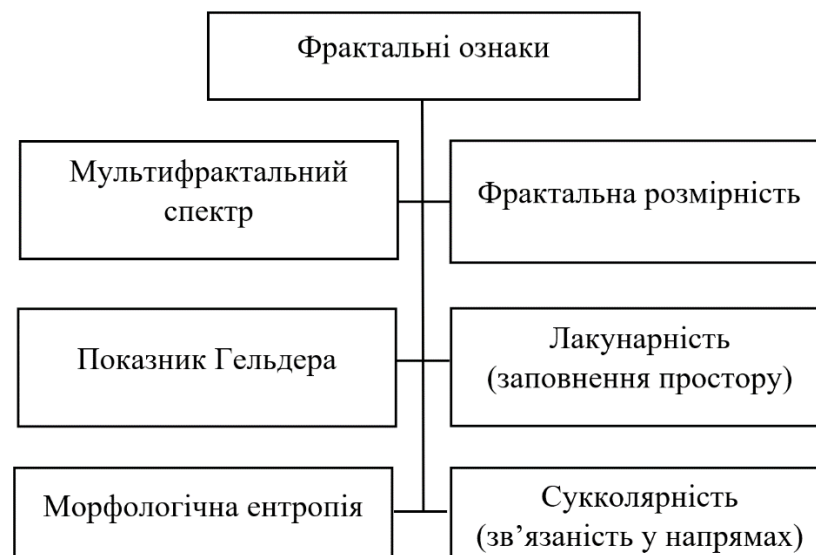 Фрактальні ознаки
Мультифрактальний
спектр
Фрактальна розмірність
Показник Гельдера
Лакунарність
(заповнення простору)
Морфологічна ентропія
Сукколярність
(зв’язаність у напрямах)